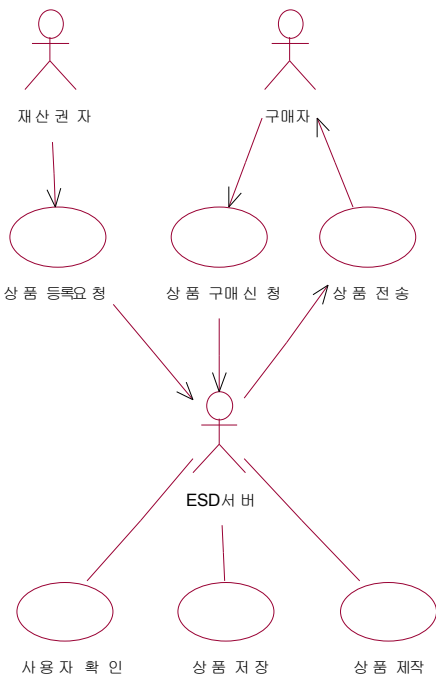 재산권 자
구매자
상품 등록요청
상품 구매신청
상품 전송
ESD서버
사용자 확인
상품 저장
상품 제작